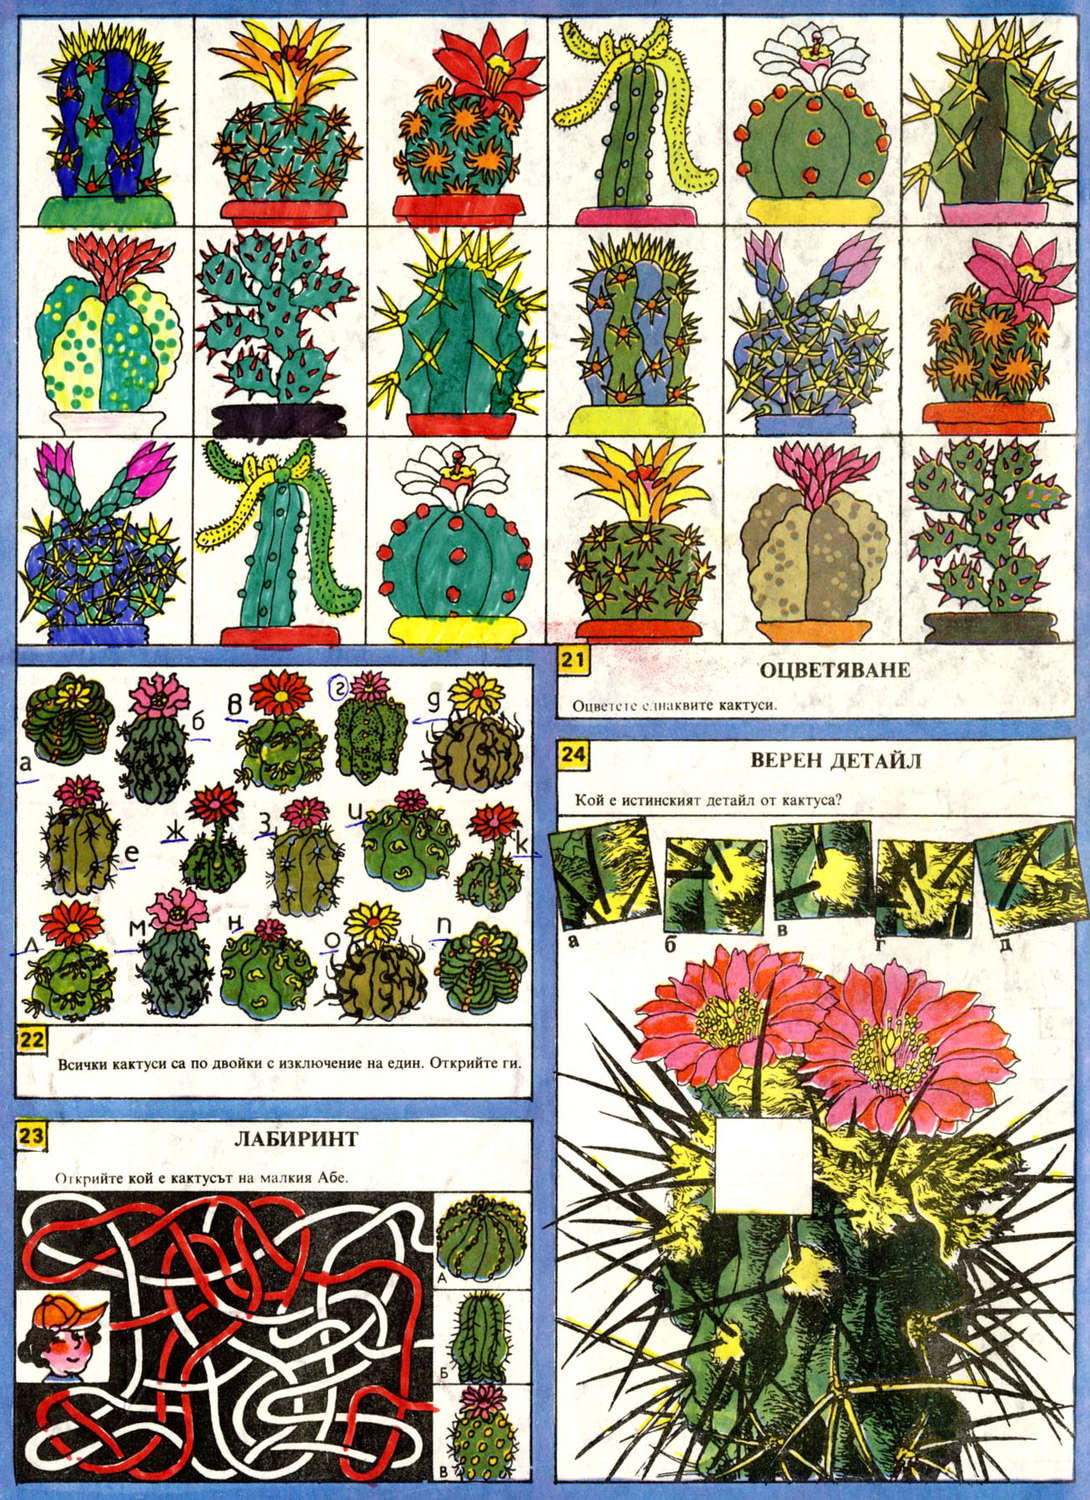 21
ОЦВЕТЯВАНЕ
Оцветете еднаквите кактуси.
а
б
в
г
д
е
ж
з
и
к
л
м
н
о
п
22
Всички кактуси са по двойки с изключение на един. Открийте ги.
23
ЛАБИРИНТ
Открийте кой е кактусът на малкия Абе.
А
Б
В
24
ВЕРЕН ДЕТАЙЛ
Кой е истинският детайл от кактуса?
а
б
в
г
д